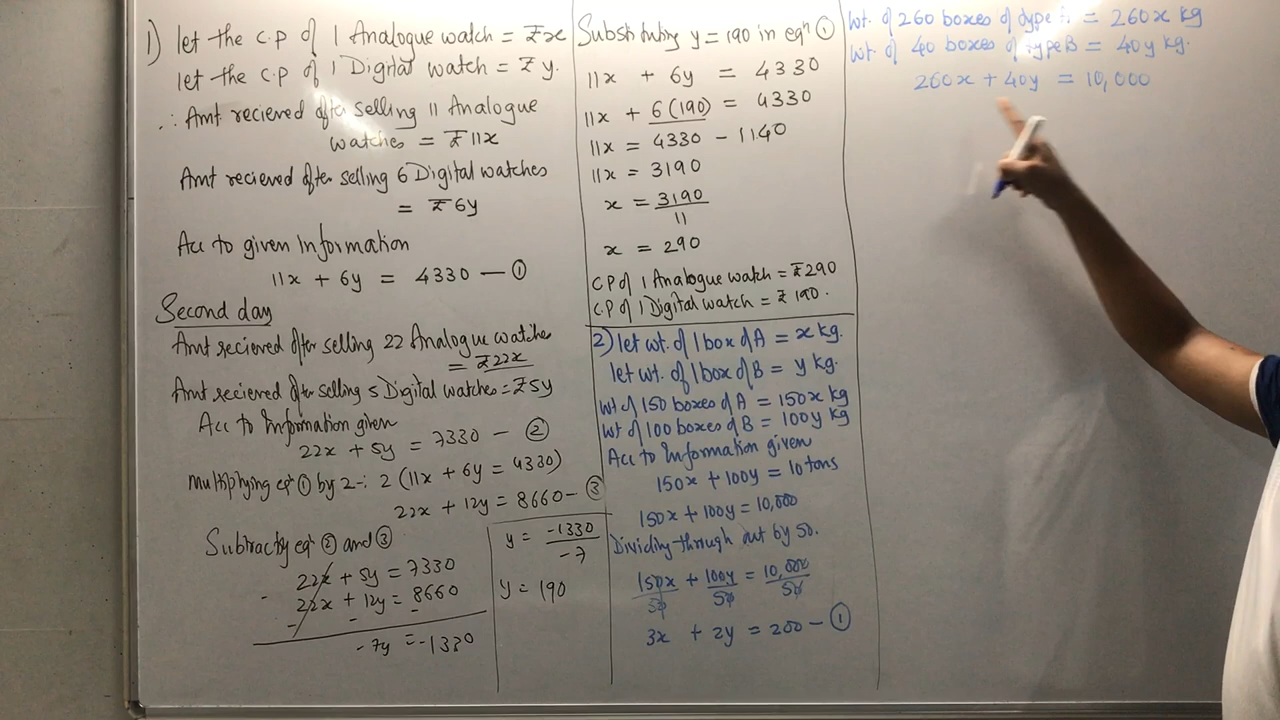 1) let the c.p of 1 Analogue watch = ₹x
let the c.p of 1 Digital watch = ₹ y.
∴ Amt recieved after selling 11 Analogue
watches = ₹11x
Amt recieved after selling 6 Digital watches
= ₹6y
Acc to given Information
11x + 6y = 4330 — ①
Second day
Amt recieved after selling 22 Analogue watches
= ₹22x
Amt recieved after selling 5 Digital watches = ₹5y
Acc to Information given
22x + 5y = 7330 — ②
Multiplying eqⁿ ① by 2 -: 2 (11x + 6y = 4330)
22x + 12y = 8660 — ③
Subtractg eqⁿ ② and ③
22x + 5y = 7330
- 22x + 12y = 8660
- - -
-7y = -1330
y = -1330
-7
y = 190
Substituting y = 190 in eqⁿ ①
11x + 6y = 4330
11x + 6(190) = 4330
11x = 4330 - 1140
11x = 3190
x = 3190
11
x = 290
CP of 1 Analogue watch = ₹290
C.P of 1 Digital watch = ₹ 190.
2) let wt. of 1 box of A = x kg.
let wt. of 1 box of B = y kg.
wt of 150 boxes of A = 150x kg
wt of 100 boxes of B = 100y kg
Acc to Information given
150x + 100y = 10 tons
150x + 100y = 10,000
Dividing through out by 50.
150x + 100y = 10,000
50 50 50
3x + 2y = 200 — ①
Wt. of 260 boxes of type A = 260x kg
Wt. of 40 boxes of type B = 40y kg.
260x + 40y = 10,000